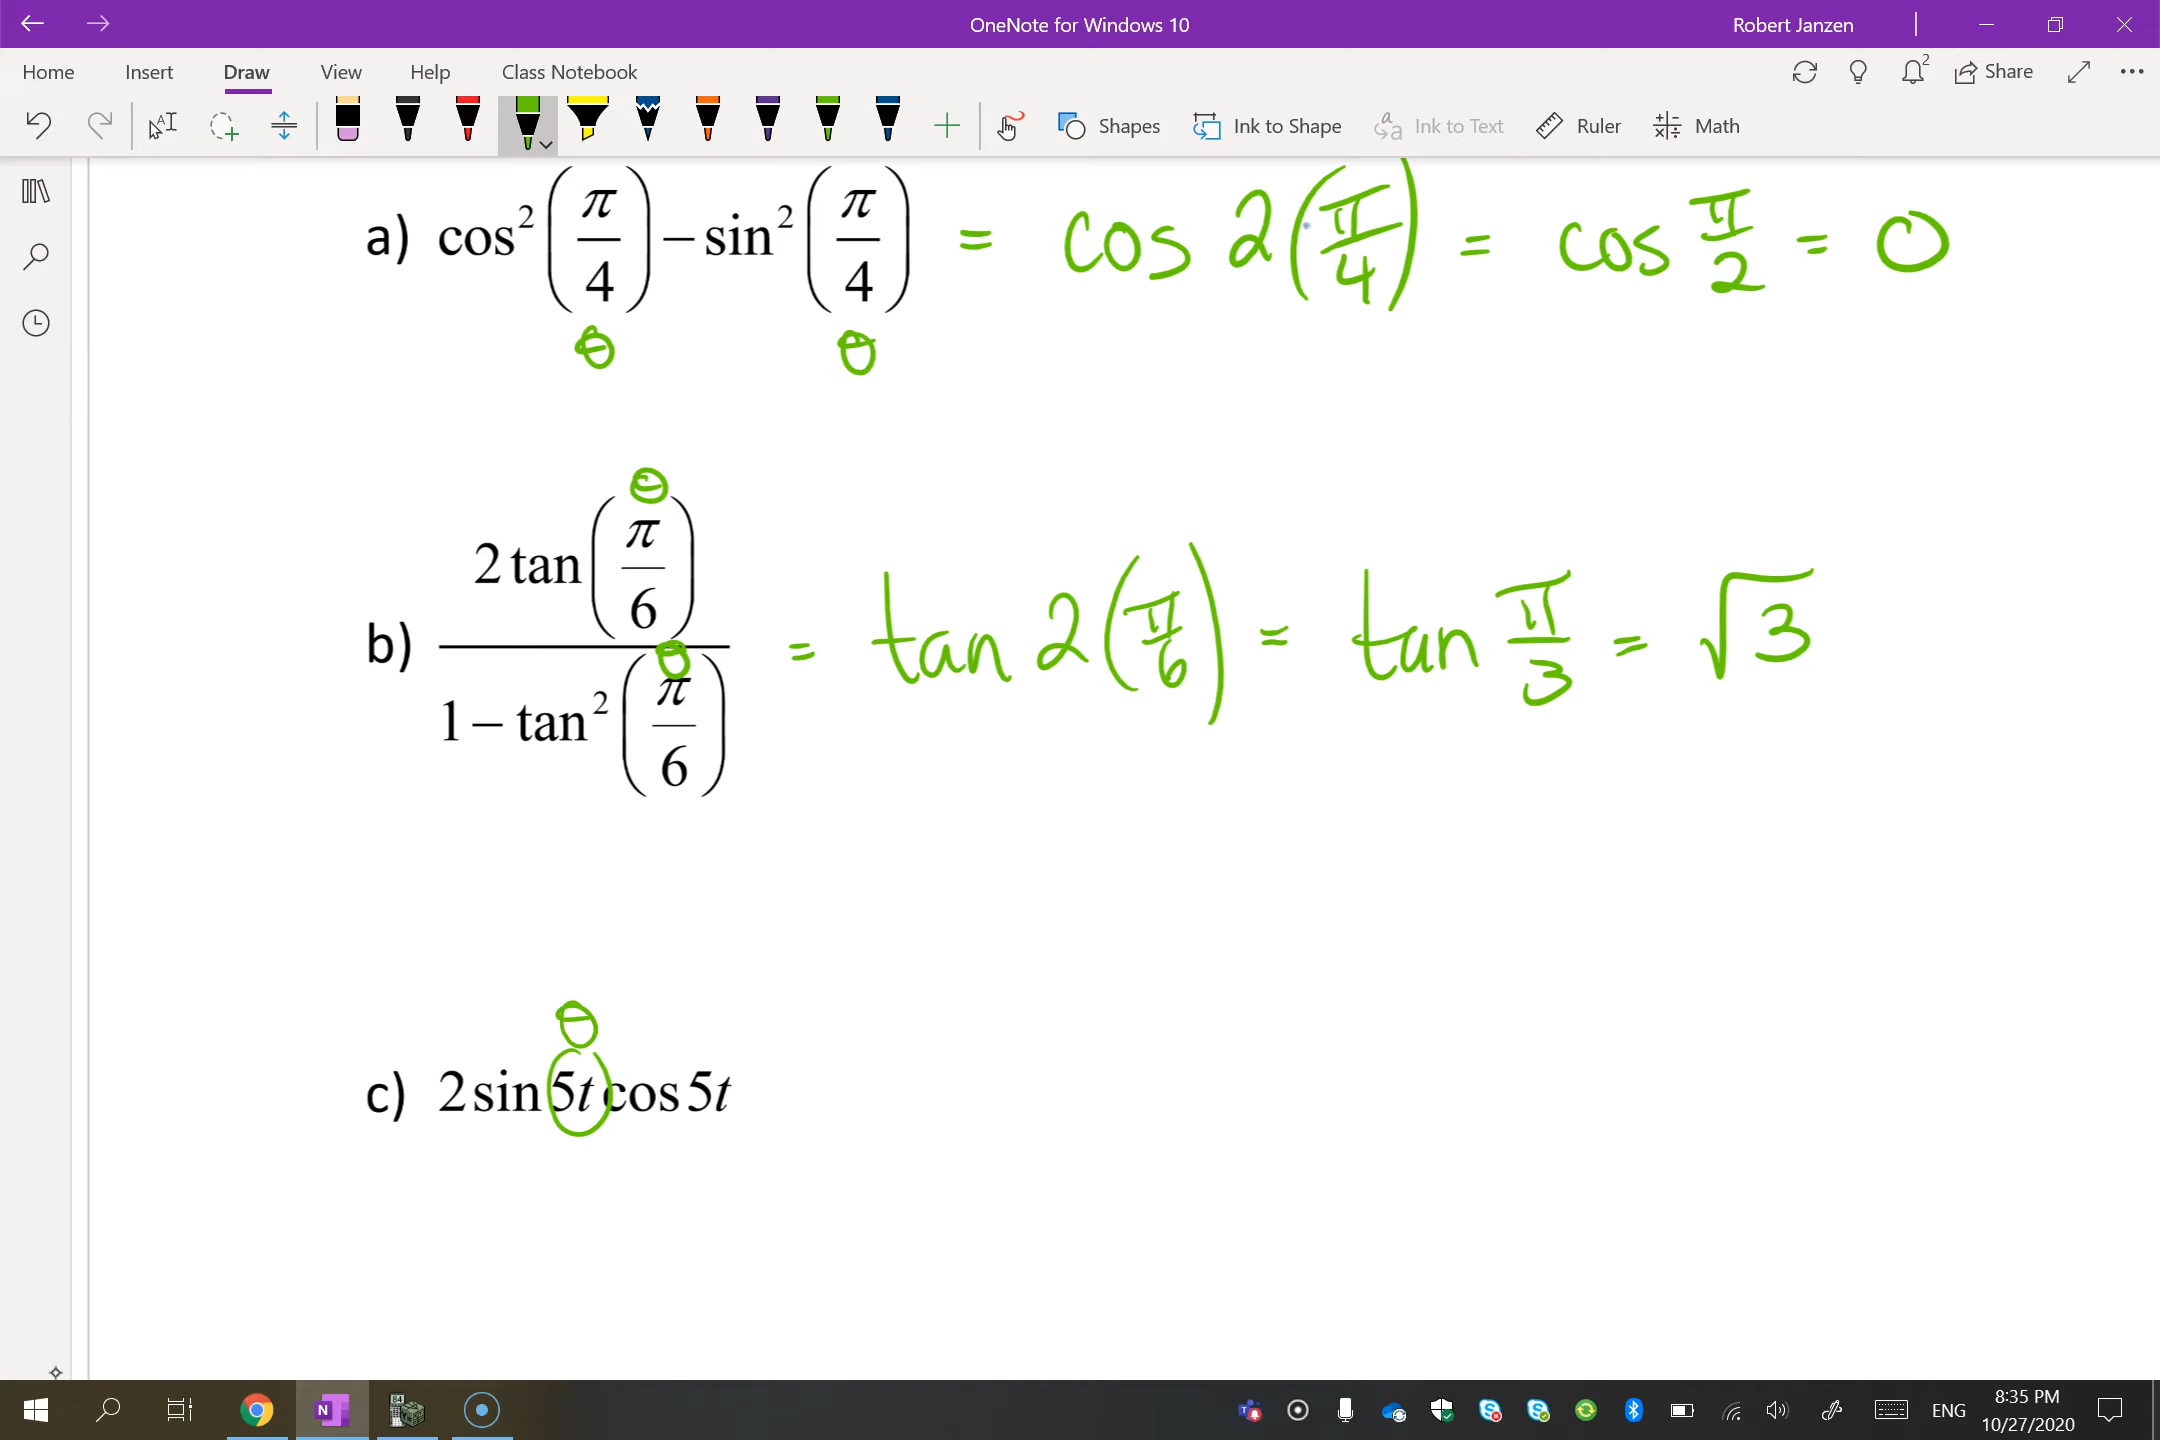 OneNote for Windows 10
Robert Janzen
Home Insert Draw View Help Class Notebook
2 Share
Shapes Ink to Shape Ink to Text Ruler Math
a) cos²(π/4) – sin²(π/4) = cos 2(π/4) = cos π/2 = 0
θ θ
θ
b) 2 tan(π/6) / 1 – tan²(π/6) = tan 2(π/6) = tan π/3 = √3
θ
θ
c) 2 sin 5t cos 5t
ENG
8:35 PM
10/27/2020